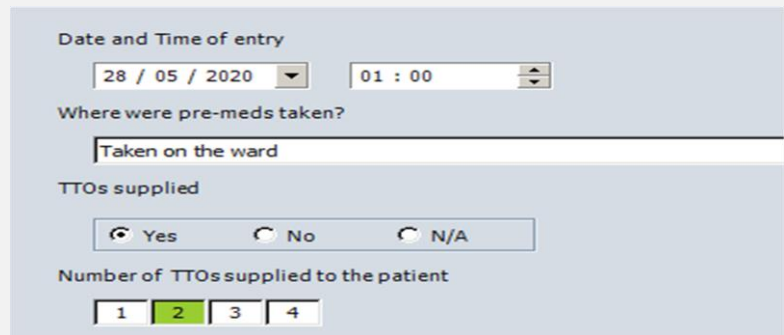 Date and Time of entry
28 / 05 / 2020 01 : 00
Where were pre-meds taken?
Taken on the ward
TTOs supplied
Yes No N/A
Number of TTOs supplied to the patient
1 2 3 4